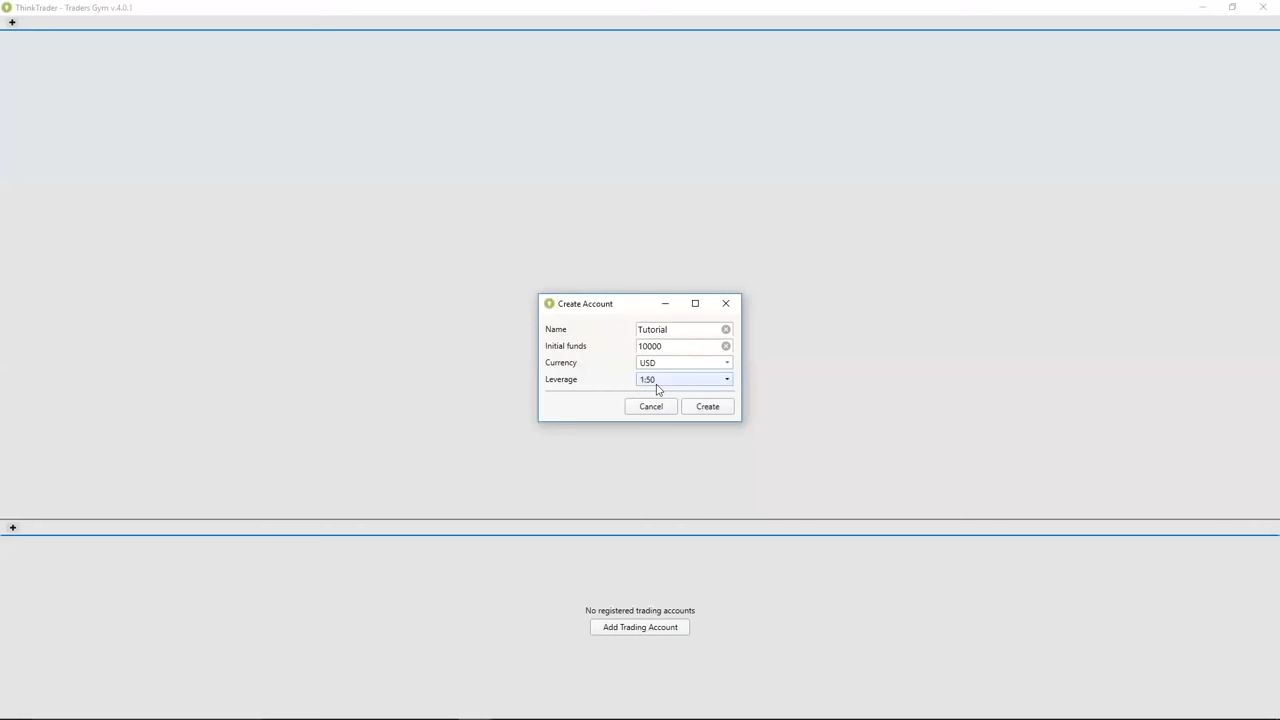 ThinkTrader - Traders Gym v.4.0.1
Create Account
Name Tutorial
Initial funds 10000
Currency USD
Leverage 1:50
Cancel Create
No registered trading accounts
Add Trading Account